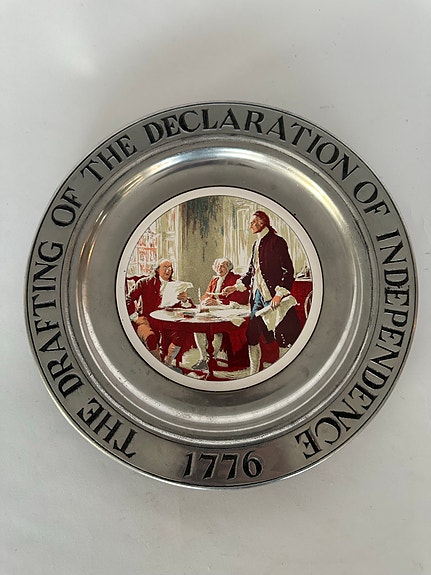 THE DRAFTING OF THE DECLARATION OF INDEPENDENCE
1776